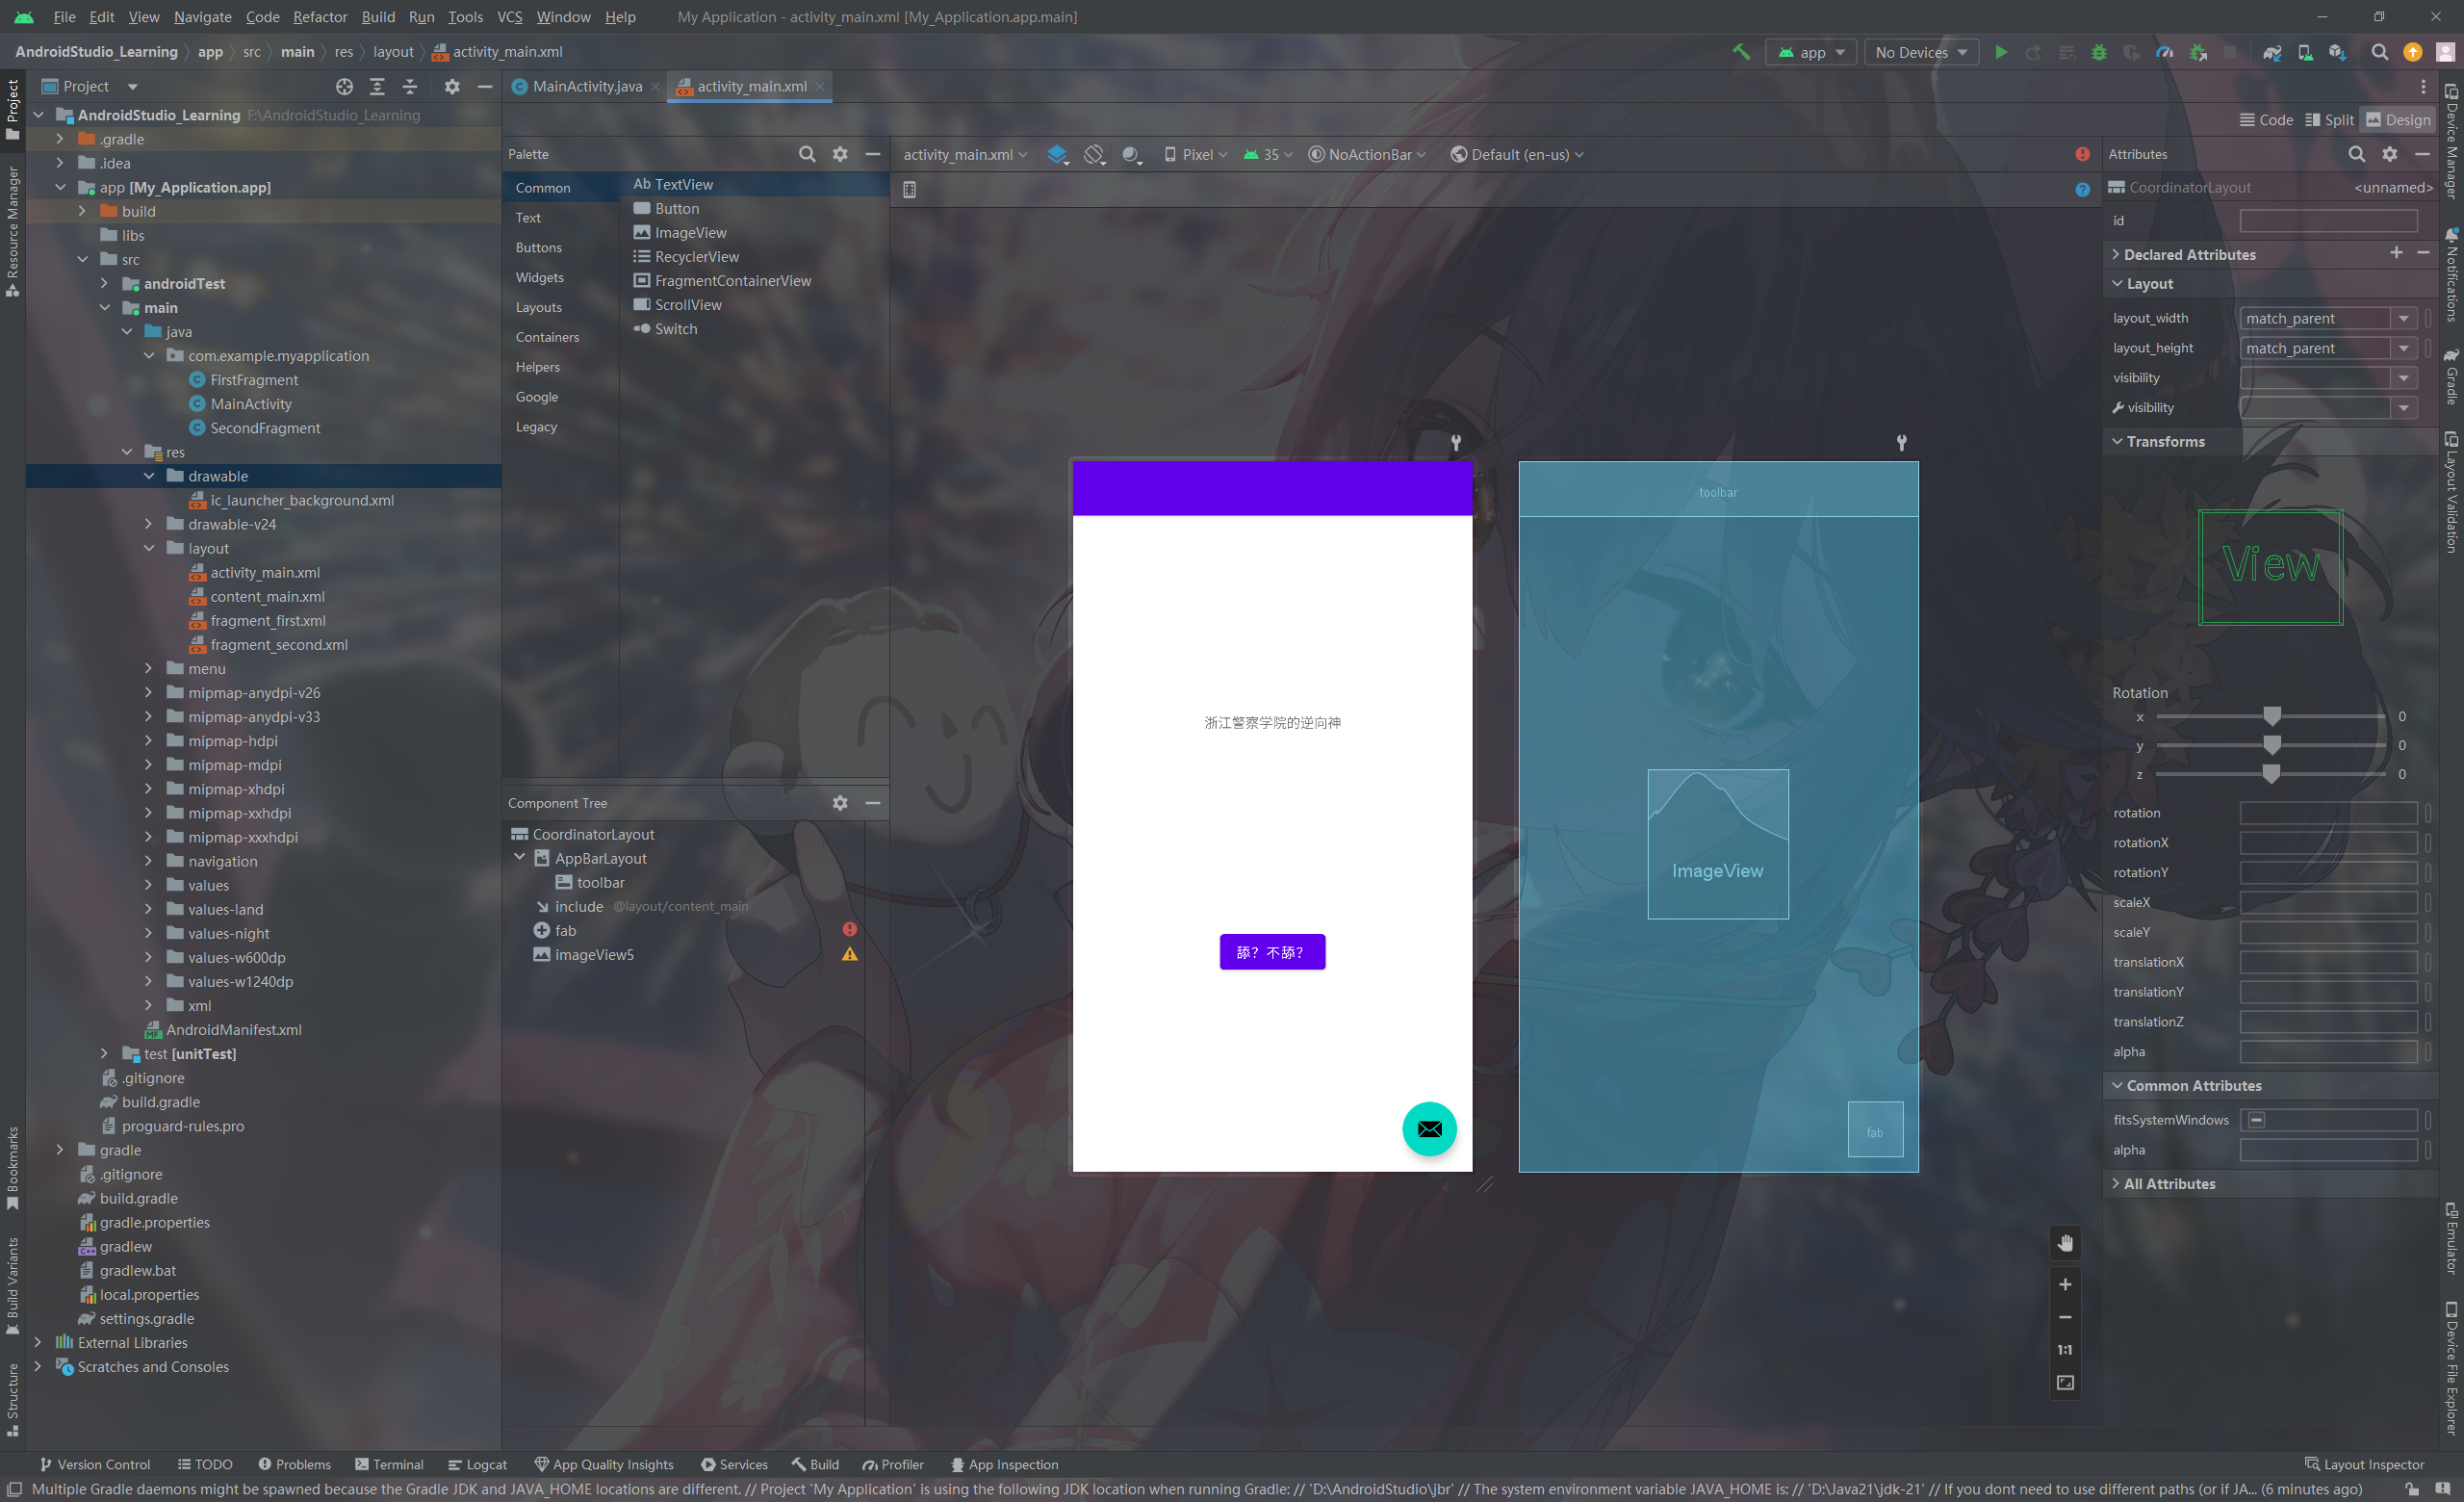 File Edit View Navigate Code Refactor Build Run Tools VCS Window Help My Application - activity_main.xml [My_Application.app.main]
AndroidStudio_Learning app src main res layout activity_main.xml app No Devices
Project
MainActivity.java activity_main.xml
Code Split Design
AndroidStudio_Learning F:\AndroidStudio_Learning
.gradle
.idea
app [My_Application.app]
build
libs
src
androidTest
main
java
com.example.myapplication
FirstFragment
MainActivity
SecondFragment
res
drawable
ic_launcher_background.xml
drawable-v24
layout
activity_main.xml
content_main.xml
fragment_first.xml
fragment_second.xml
menu
mipmap-anydpi-v26
mipmap-anydpi-v33
mipmap-hdpi
mipmap-mdpi
mipmap-xhdpi
mipmap-xxhdpi
mipmap-xxxhdpi
navigation
values
values-land
values-night
values-w600dp
values-w1240dp
xml
AndroidManifest.xml
test [unitTest]
.gitignore
build.gradle
proguard-rules.pro
gradle
.gitignore
build.gradle
gradle.properties
gradlew
gradlew.bat
local.properties
settings.gradle
External Libraries
Scratches and Consoles
Project
Resource Manager
Bookmarks
Build Variants
Structure
Palette
Common
Text
Buttons
Widgets
Layouts
Containers
Helpers
Google
Legacy
Ab TextView
Button
ImageView
RecyclerView
FragmentContainerView
ScrollView
Switch
Component Tree
CoordinatorLayout
AppBarLayout
toolbar
include @layout/content_main
fab
imageView5
activity_main.xml Pixel 35 NoActionBar Default (en-us)
浙江警察学院的逆向神
舔？不舔？
toolbar
ImageView
fab
1:1
Attributes
CoordinatorLayout <unnamed>
id
Declared Attributes
Layout
layout_width match_parent
layout_height match_parent
visibility
visibility
Transforms
View
Rotation
x 0
y 0
z 0
rotation
rotationX
rotationY
scaleX
scaleY
translationX
translationY
translationZ
alpha
Common Attributes
fitsSystemWindows
alpha
All Attributes
Device Manager
Notifications
Gradle
Layout Validation
Emulator
Device File Explorer
Version Control TODO Problems Terminal Logcat App Quality Insights Services Build Profiler App Inspection Layout Inspector
Multiple Gradle daemons might be spawned because the Gradle JDK and JAVA_HOME locations are different. // Project 'My Application' is using the following JDK location when running Gradle: // 'D:\AndroidStudio\jbr' // The system environment variable JAVA_HOME is: // 'D:\Java21\jdk-21' // If you dont need to use different paths (or if JA... (6 minutes ago)